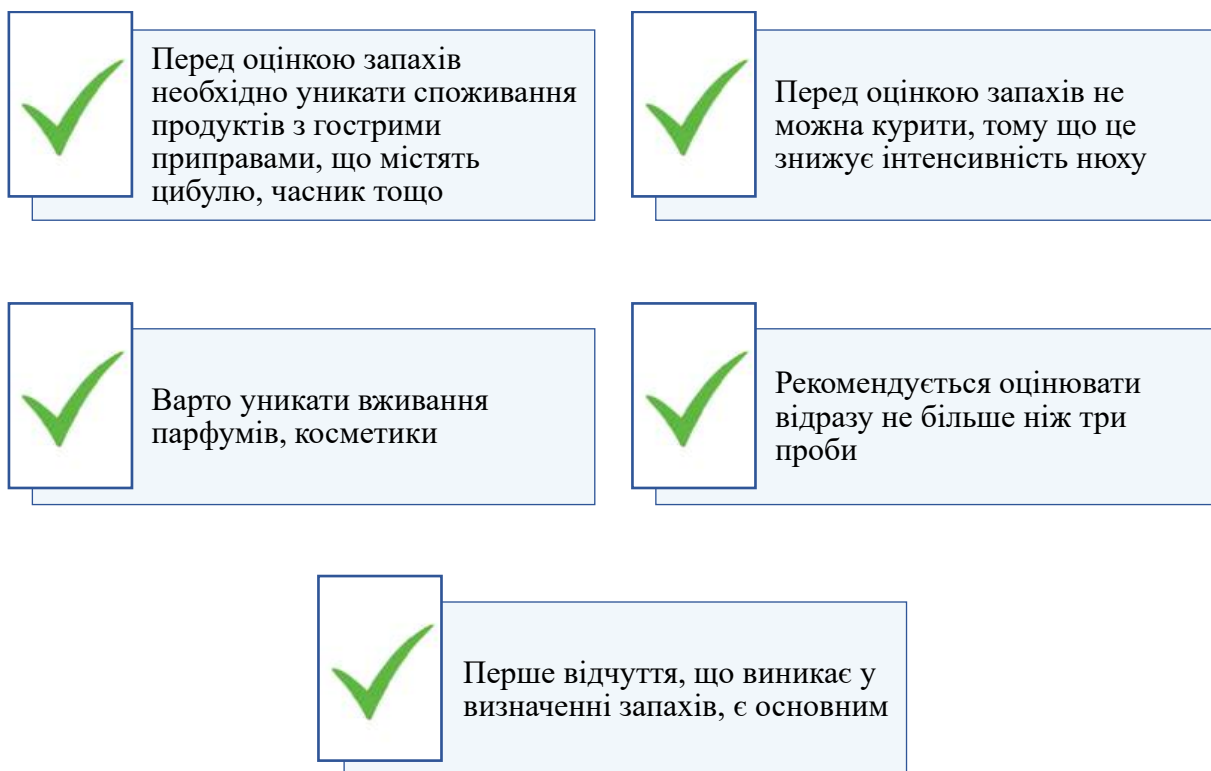 Перед оцінкою запахів
необхідно уникати споживання
продуктів з гострими
приправами, що містять
цибулю, часник тощо
Перед оцінкою запахів не
можна курити, тому що це
знижує інтенсивність нюху
Варто уникати вживання
парфумів, косметики
Рекомендується оцінювати
відразу не більше ніж три
проби
Перше відчуття, що виникає у
визначенні запахів, є основним